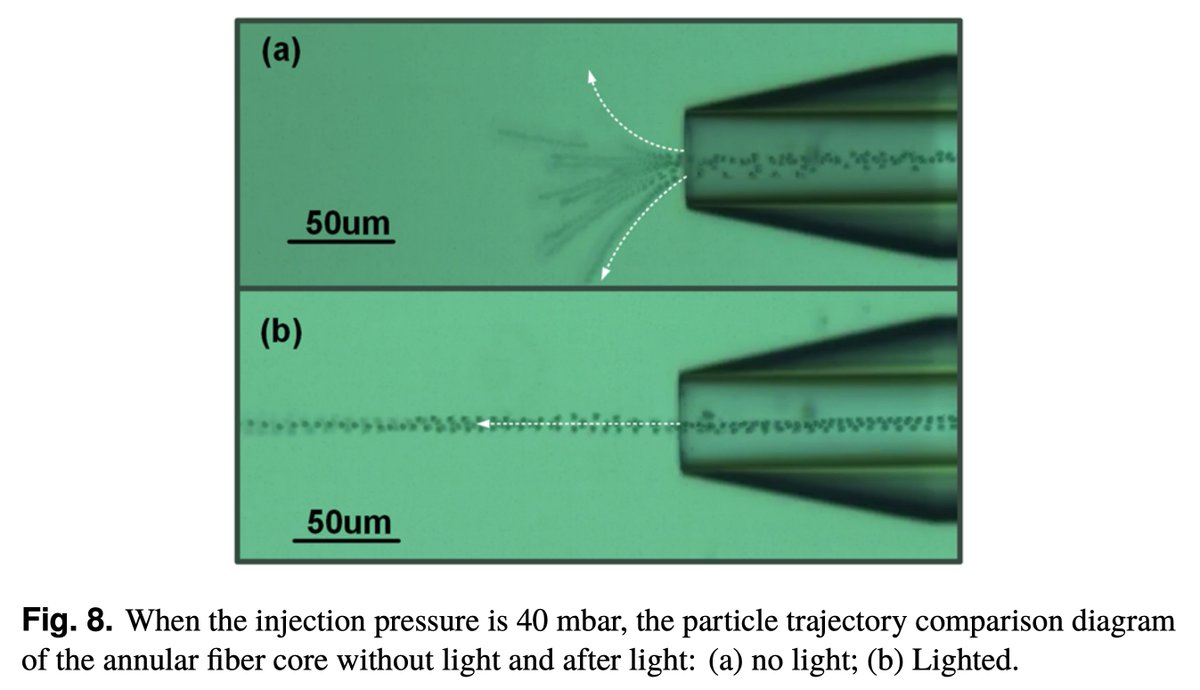 (a)
50um
(b)
50um
Fig. 8. When the injection pressure is 40 mbar, the particle trajectory comparison diagram
of the annular fiber core without light and after light: (a) no light; (b) Lighted.